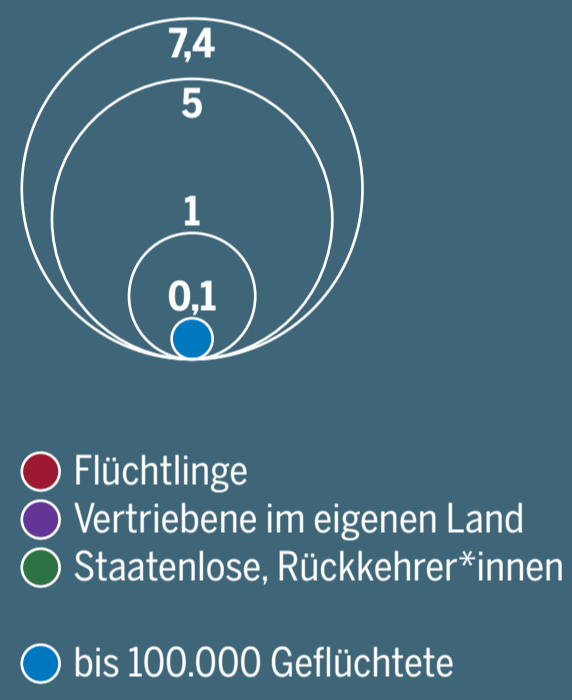 7,4
5
1
0,1
Flüchtlinge
Vertriebene im eigenen Land
Staatenlose, Rückkehrer*innen
bis 100.000 Geflüchtete